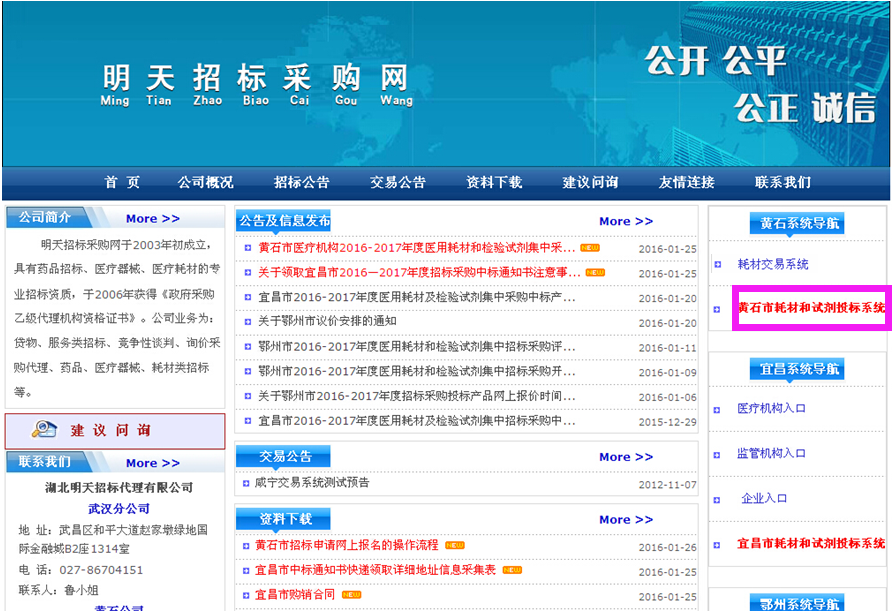 明天招标采购网
Ming Tian Zhao Biao Cai Gou Wang
公开 公平
公正 诚信
首 页 公司概况 招标公告 交易公告 资料下载 建议问询 友情连接 联系我们
公司简介 More >>
明天招标采购网于2003年初成立，
具有药品招标、医疗器械、医疗耗材的专
业招标资质，于2006年获得《政府采购
乙级代理机构资格证书》。公司业务为：
货物、服务类招标、竞争性谈判、询价采
购代理、药品、医疗器械、耗材类招标
等。
建 议 问 询
联系我们 More >>
湖北明天招标代理有限公司
武汉分公司
地 址：武昌区和平大道赵家墩绿地国
际金融城B2座1314室
电 话：027-86704151
联系人：鲁小姐
黄石公司
公告及信息发布 More >>
黄石市医疗机构2016-2017年度医用耗材和检验试剂集中采... NEW 2016-01-25
关于领取宜昌市2016—2017年度招标采购中标通知书注意事... NEW 2016-01-25
宜昌市2016-2017年度医用耗材及检验试剂集中采购中标产... 2016-01-20
关于鄂州市议价安排的通知 2016-01-20
鄂州市2016-2017年度医用耗材和检验试剂集中招标采购评... 2016-01-11
鄂州市2016-2017年度医用耗材和检验试剂集中招标采购开... 2016-01-09
关于鄂州市2016-2017年度招标采购投标产品网上报价时间... 2016-01-06
宜昌市2016-2017年度医用耗材及检验试剂集中招标采购中... 2015-12-29
交易公告 More >>
咸宁交易系统测试预告 2012-11-07
资料下载 More >>
黄石市招标申请网上报名的操作流程 NEW 2016-01-26
宜昌市中标通知书快递领取详细地址信息采集表 NEW 2016-01-25
宜昌市购销合同 NEW 2016-01-25
黄石系统导航
耗材交易系统
黄石市耗材和试剂投标系统
宜昌系统导航
医疗机构入口
监管机构入口
企业入口
宜昌市耗材和试剂投标系统
鄂州系统导航